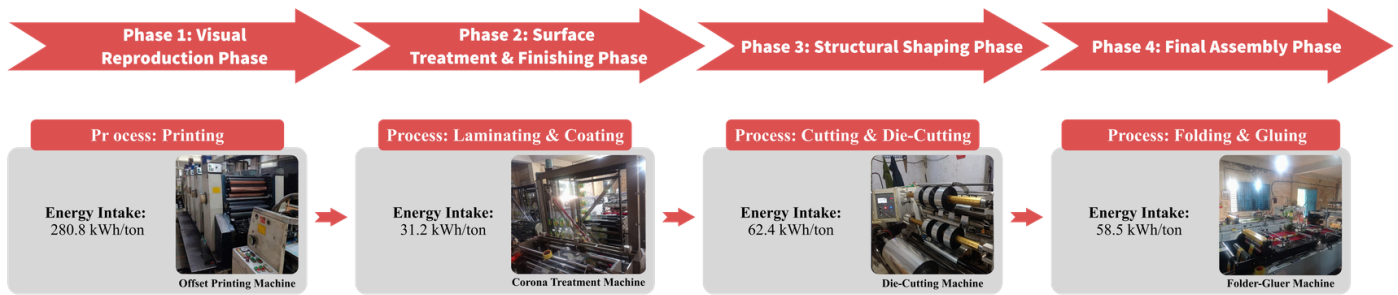 Phase 1: Visual
Reproduction Phase
Phase 2: Surface
Treatment & Finishing Phase
Phase 3: Structural Shaping Phase
Phase 4: Final Assembly Phase
Pr ocess: Printing
Energy Intake:
280.8 kWh/ton
Offset Printing Machine
Process: Laminating & Coating
Energy Intake:
31.2 kWh/ton
Corona Treatment Machine
Process: Cutting & Die-Cutting
Energy Intake:
62.4 kWh/ton
Die-Cutting Machine
Process: Folding & Gluing
Energy Intake:
58.5 kWh/ton
Folder-Gluer Machine